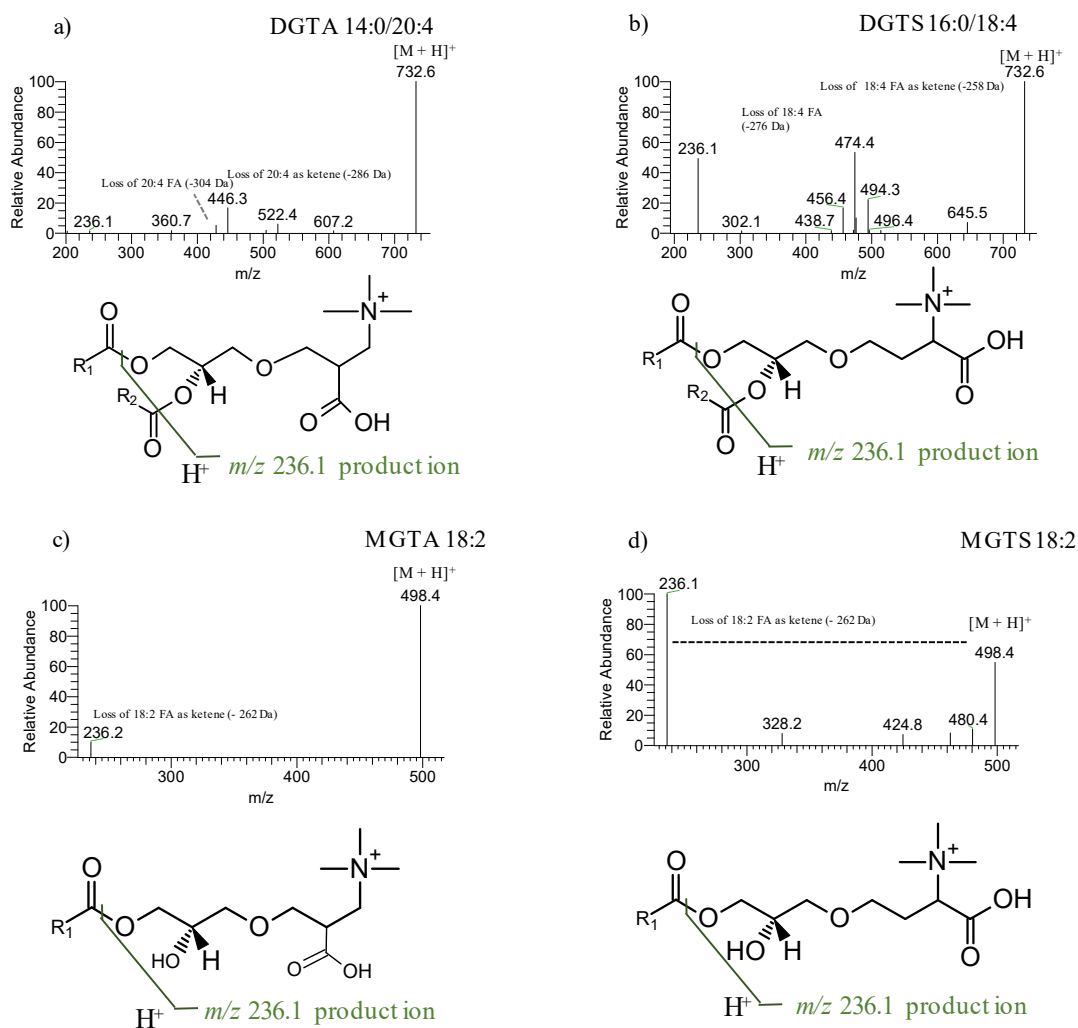 a)
DGTA 14:0/20:4
[M + H]+
732.6
100
80
60
40
20
0
Relative Abundance
Loss of 20:4 FA (-304 Da)
Loss of 20:4 as ketene (-286 Da)
236.1
360.7
446.3
522.4
607.2
200 300 400 500 600 700
m/z
O
R1
O
O
N+
R2
O
H
O
O
OH
H+
m/z 236.1 production
b)
DGTS 16:0/18:4
[M + H]+
732.6
Loss of 18:4 FA as ketene (-258 Da)
Loss of 18:4 FA
(-276 Da)
100
80
60
40
20
0
Relative Abundance
236.1
302.1
438.7
456.4
474.4
494.3
496.4
645.5
200 300 400 500 600 700
m/z
O
R1
O
O
N+
OH
O
R2
O
H
O
H+
m/z 236.1 production
c)
MGTA 18:2
[M + H]+
498.4
100
80
60
40
20
0
Relative Abundance
Loss of 18:2 FA as ketene (- 262 Da)
236.2
300 400 500
m/z
O
R1
O
O
N+
HO
H
O
OH
H+
m/z 236.1 production
d)
MGTS 18:2
236.1
Loss of 18:2 FA as ketene (- 262 Da)
[M + H]+
498.4
100
80
60
40
20
0
Relative Abundance
328.2
424.8
480.4
300 400 500
m/z
O
R1
O
O
N+
OH
O
HO
H
H+
m/z 236.1 production